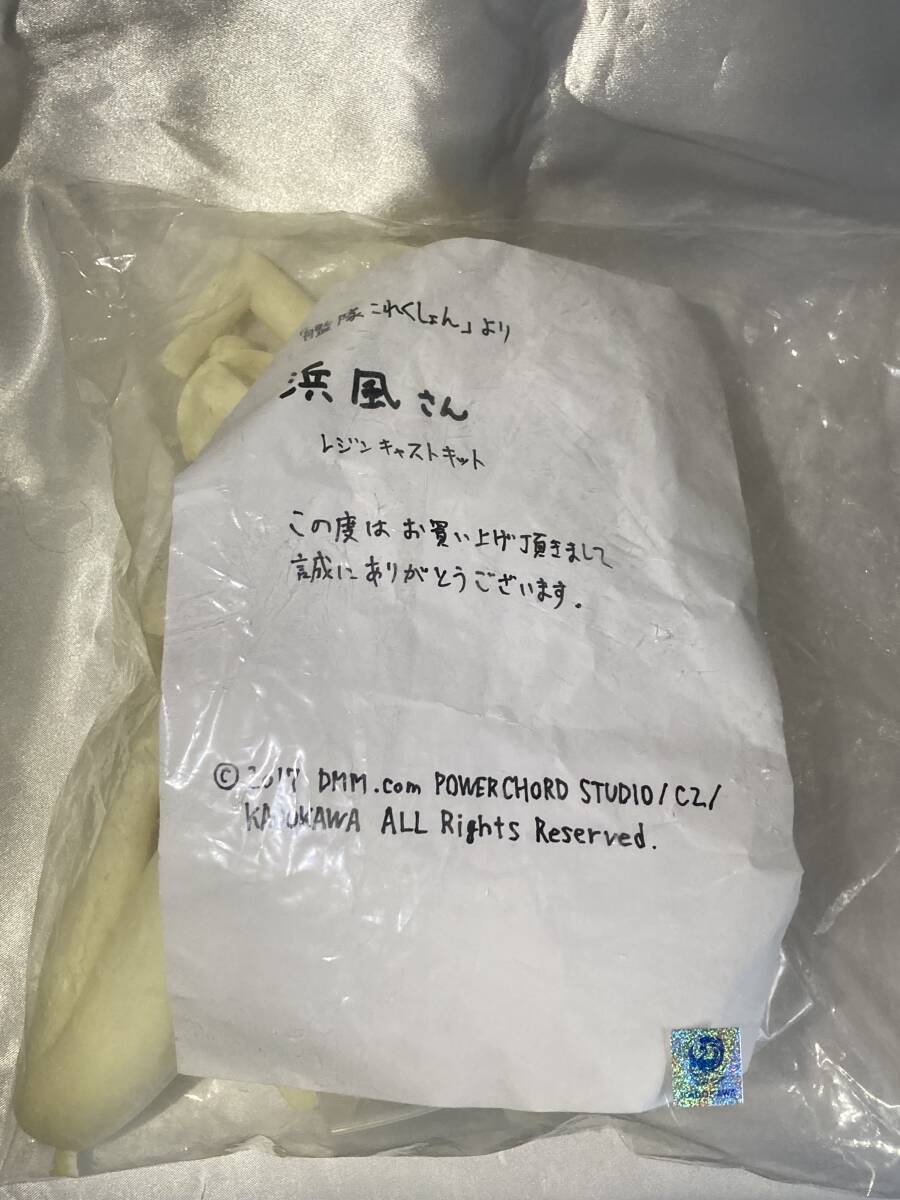 艦隊これくしょん」より
浜風さん
レジンキャストキット
この度はお買い上げ頂きまして
誠にありがとうございます。
© 2017 DMM.com POWERCHORD STUDIO/C2/
KADOKAWA ALL Rights Reserved.
KADOKAWA